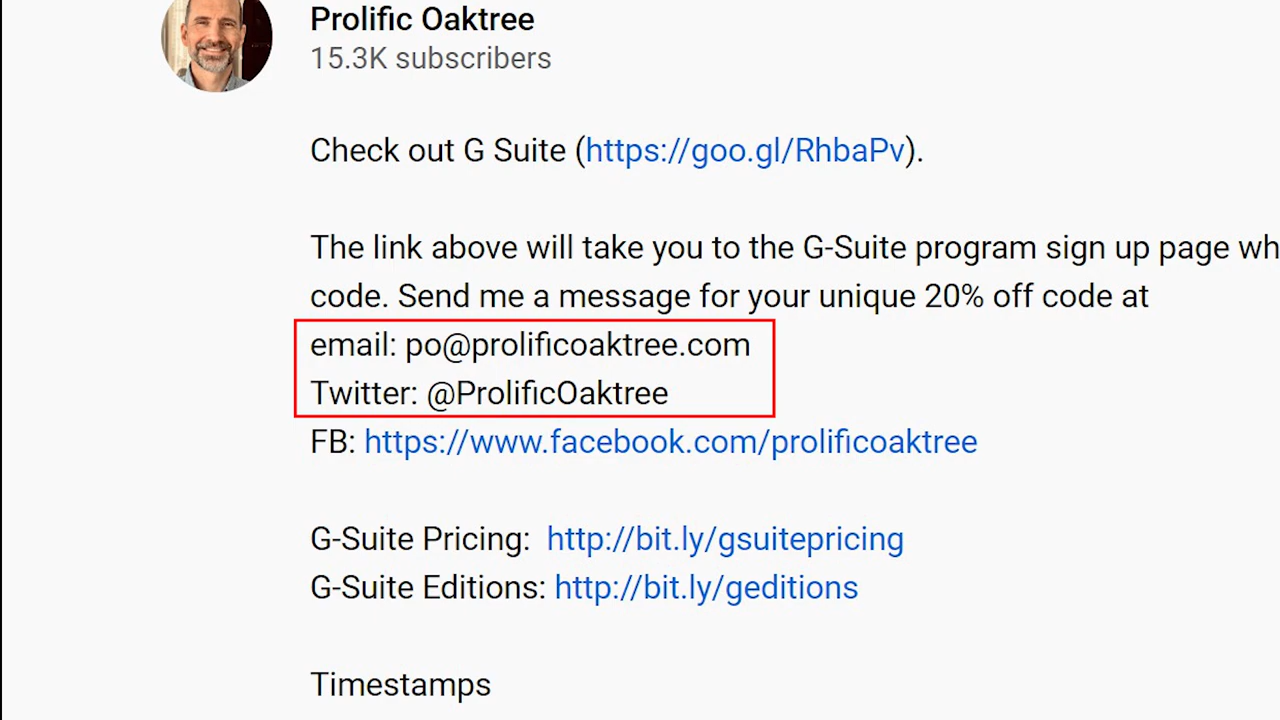 Prolific Oaktree
15.3K subscribers
Check out G Suite (https://goo.gl/RhbaPv).
The link above will take you to the G-Suite program sign up page wh
code. Send me a message for your unique 20% off code at
email: po@prolificoaktree.com
Twitter: @ProlificOaktree
FB: https://www.facebook.com/prolificoaktree
G-Suite Pricing:  http://bit.ly/gsuitepricing
G-Suite Editions: http://bit.ly/geditions
Timestamps